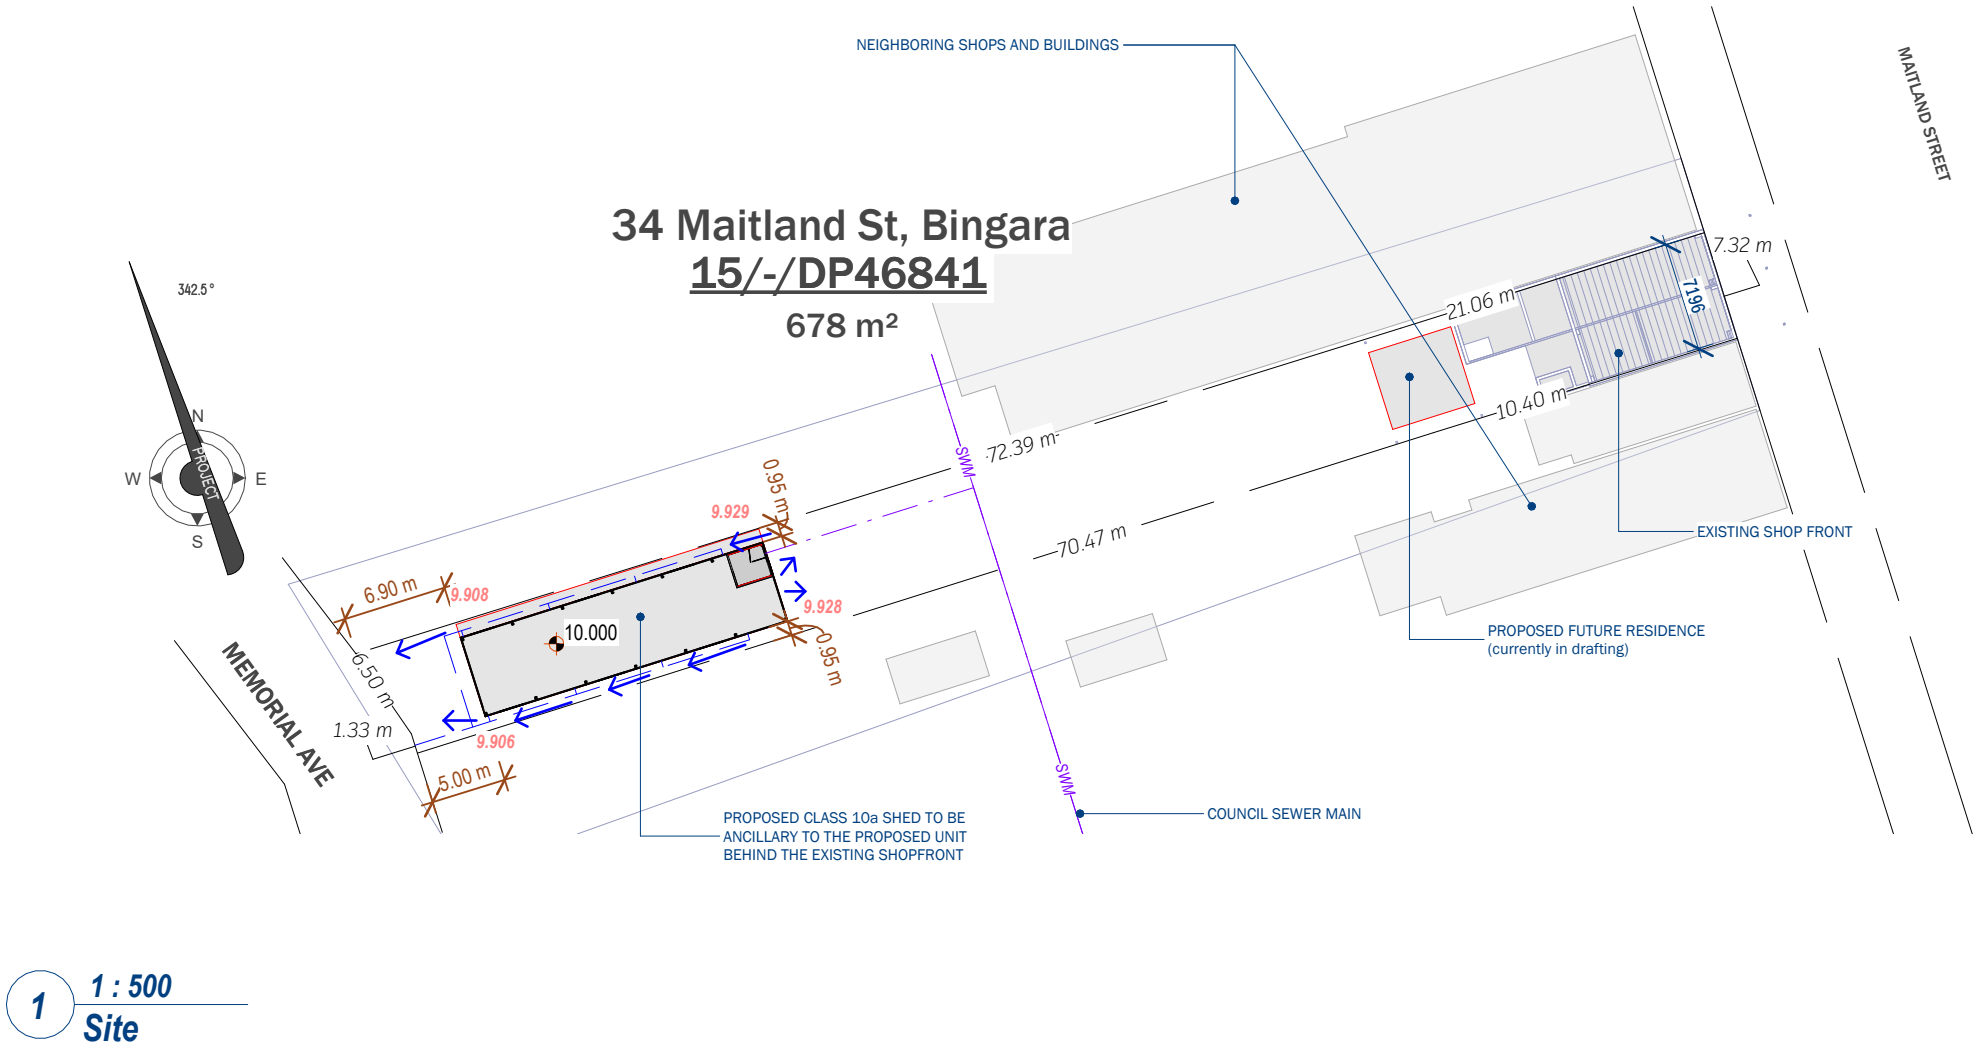 NEIGHBORING SHOPS AND BUILDINGS
MAITLAND STREET
34 Maitland St, Bingara
15/-/DP46841
678 m²
342.5°
N
W
E
S
PROJECT
7.32 m
7196
21.06 m
10.40 m
72.39 m
70.47 m
SWM
0.95 m
9.929
6.90 m
9.908
9.928
10.000
0.95 m
EXISTING SHOP FRONT
PROPOSED FUTURE RESIDENCE
(currently in drafting)
6.50 m
MEMORIAL AVE
1.33 m
9.906
5.00 m
SWM
PROPOSED CLASS 10a SHED TO BE
ANCILLARY TO THE PROPOSED UNIT
BEHIND THE EXISTING SHOPFRONT
COUNCIL SEWER MAIN
1
1 : 500
Site